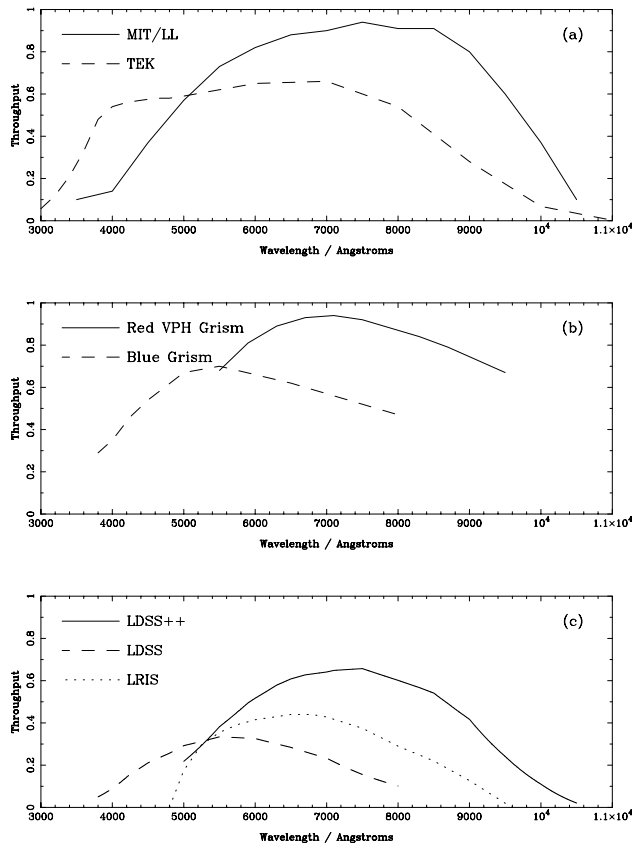 1
0.8
0.6
0.4
0.2
0
Throughput
MIT/LL
TEK
(a)
3000 4000 5000 6000 7000 8000 9000 10⁴ 1.1×10⁴
Wavelength / Angstroms
1
0.8
0.6
0.4
0.2
0
Throughput
Red VPH Grism
Blue Grism
(b)
3000 4000 5000 6000 7000 8000 9000 10⁴ 1.1×10⁴
Wavelength / Angstroms
1
0.8
0.6
0.4
0.2
0
Throughput
LDSS++
LDSS
LRIS
(c)
3000 4000 5000 6000 7000 8000 9000 10⁴ 1.1×10⁴
Wavelength / Angstroms